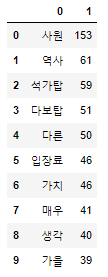 0 1
0 사원 153
1 역사 61
2 석가탑 59
3 다보탑 51
4 다른 50
5 입장료 46
6 가치 46
7 매우 41
8 생각 40
9 가을 39